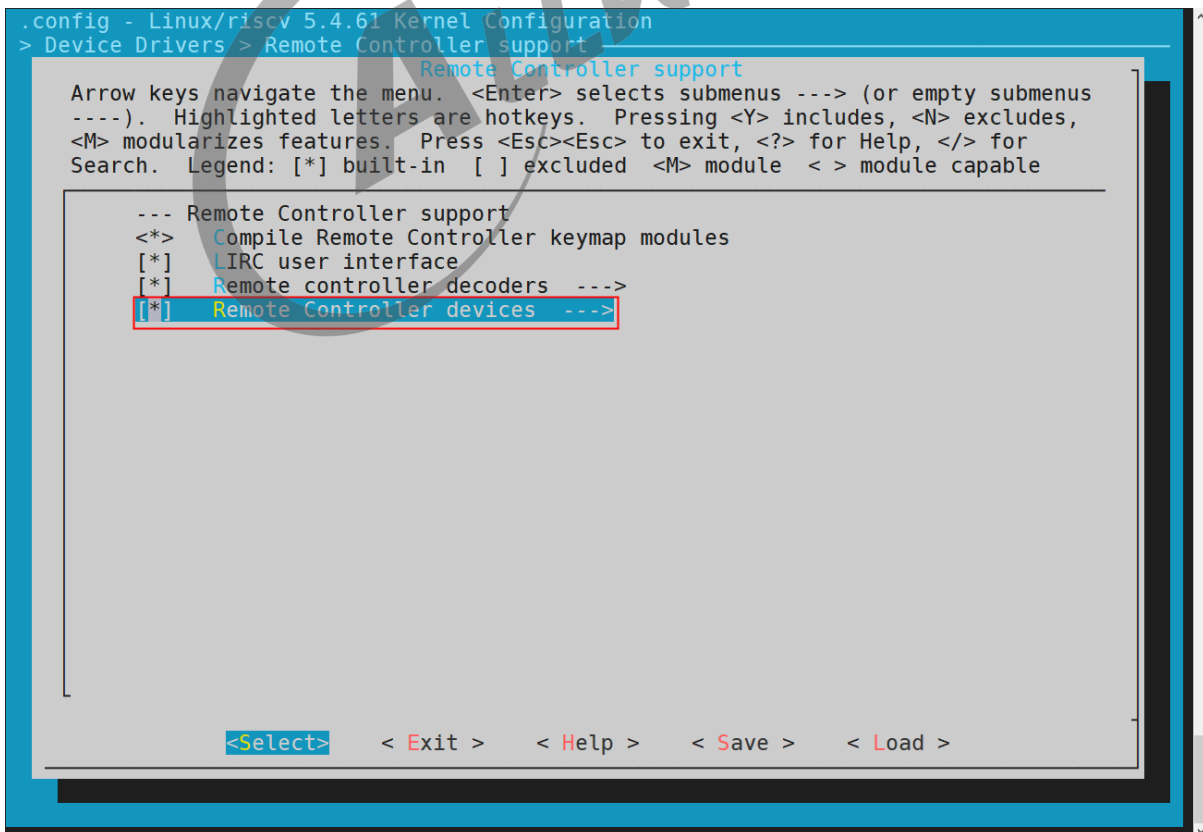 .config - Linux/riscv 5.4.61 Kernel Configuration
> Device Drivers > Remote Controller support
Remote Controller support
Arrow keys navigate the menu.  <Enter> selects submenus ---> (or empty submenus
----).  Highlighted letters are hotkeys.  Pressing <Y> includes, <N> excludes,
<M> modularizes features.  Press <Esc><Esc> to exit, <?> for Help, </> for
Search.  Legend: [*] built-in  [ ] excluded  <M> module  < > module capable
--- Remote Controller support
<*>   Compile Remote Controller keymap modules
[*]   LIRC user interface
[*]   Remote controller decoders  --->
[*]   Remote Controller devices  --->
<Select>    < Exit >    < Help >    < Save >    < Load >